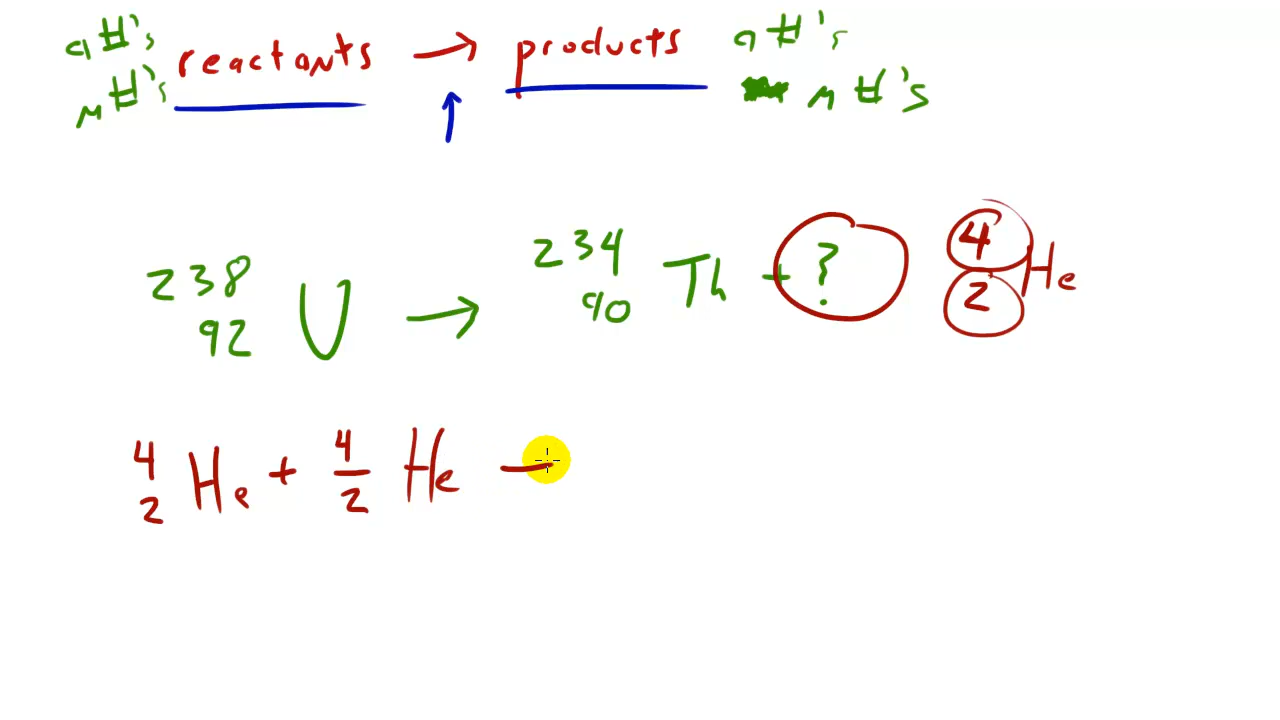 a #'s reactants → products a #'s
m #'s m #'s
238 92 U → 234 90 Th + ? 4 2 He
4 2 He + 4 2 He